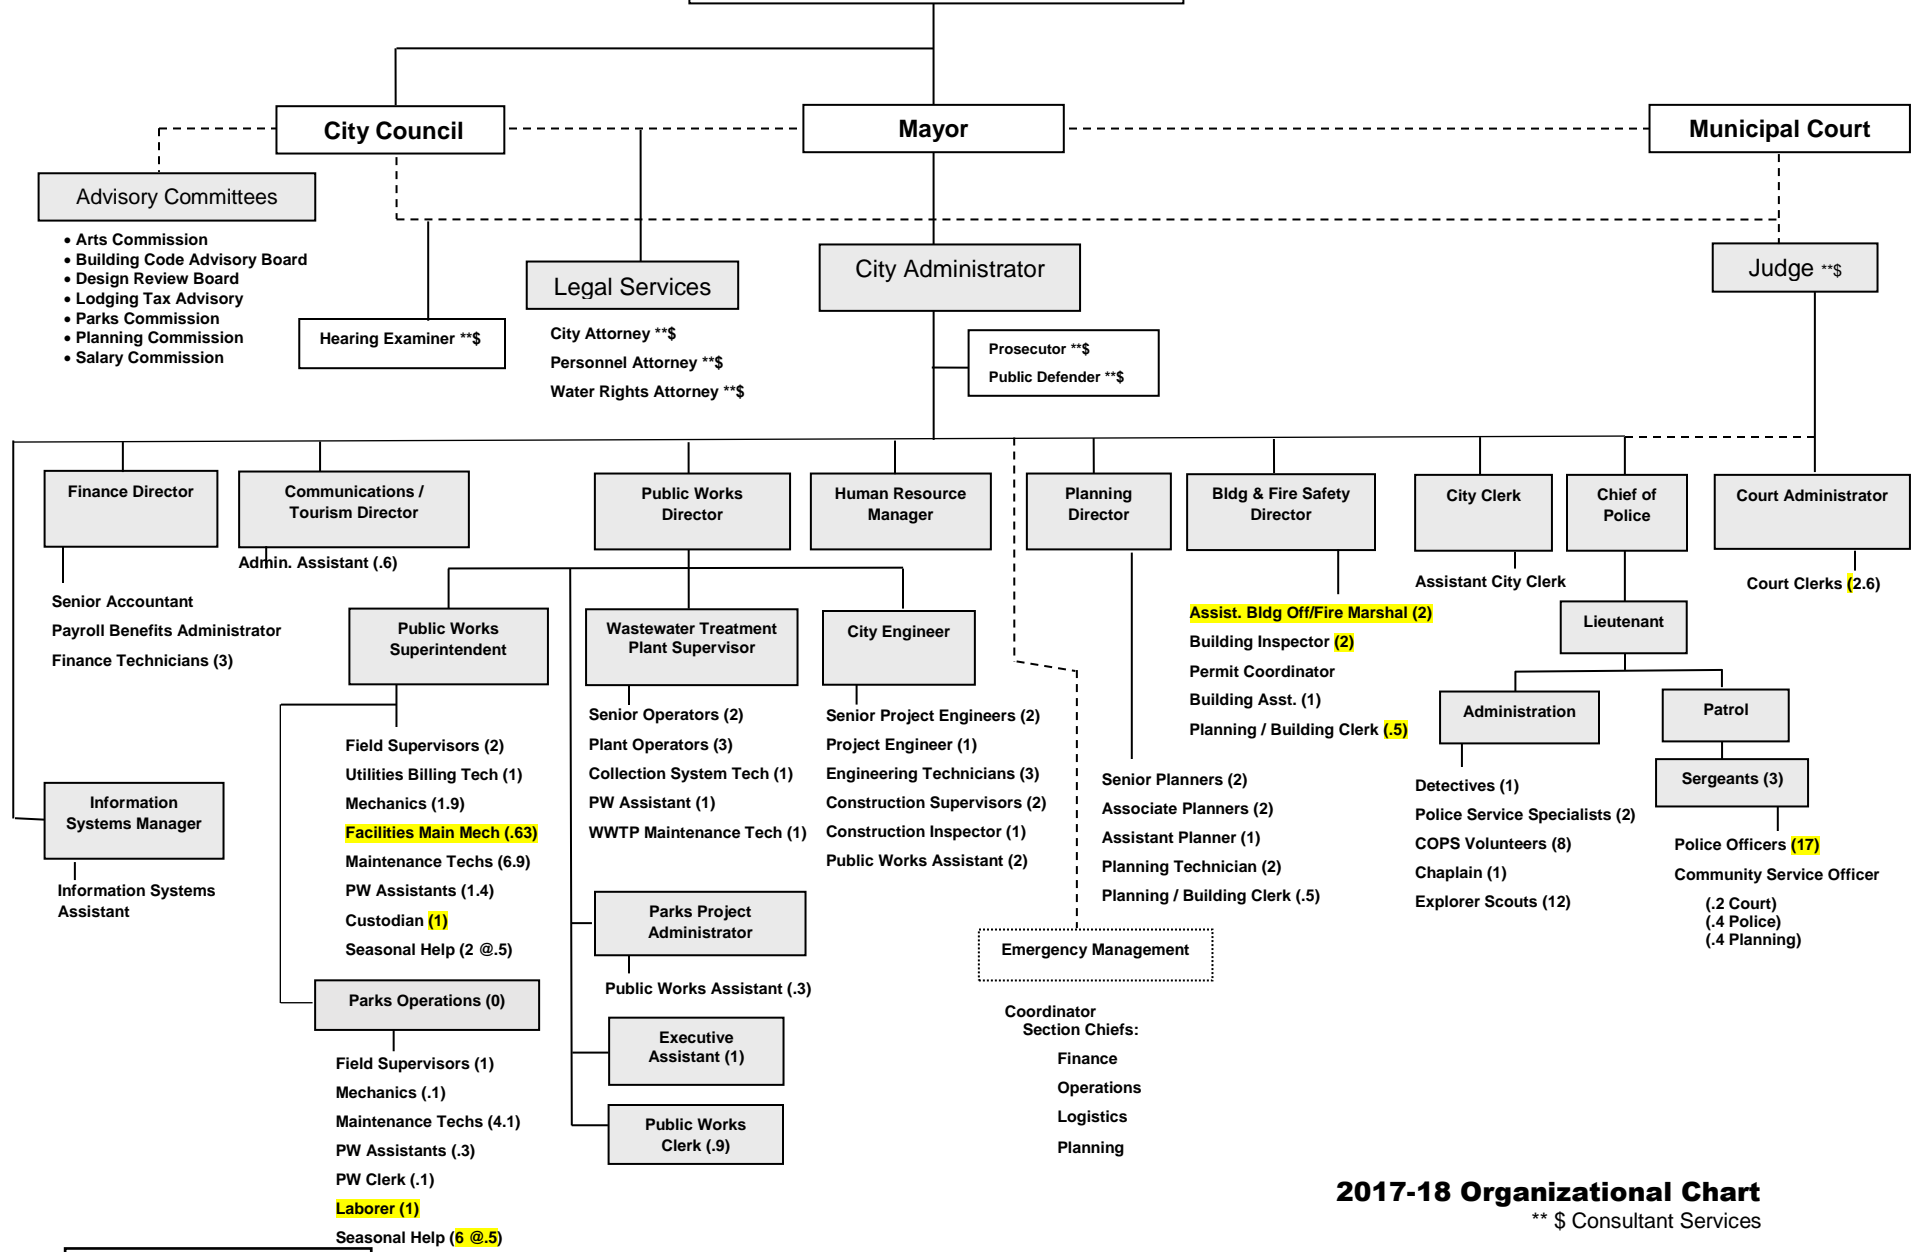 City Council
Mayor
Municipal Court
Advisory Committees
• Arts Commission
• Building Code Advisory Board
• Design Review Board
• Lodging Tax Advisory
• Parks Commission
• Planning Commission
• Salary Commission
Hearing Examiner **$
Legal Services
City Attorney **$
Personnel Attorney **$
Water Rights Attorney **$
City Administrator
Prosecutor **$
Public Defender **$
Judge **$
Finance Director
Senior Accountant
Payroll Benefits Administrator
Finance Technicians (3)
Communications /
Tourism Director
Admin. Assistant (.6)
Public Works
Director
Human Resource
Manager
Planning
Director
Bldg & Fire Safety
Director
City Clerk
Assistant City Clerk
Chief of
Police
Court Administrator
Court Clerks (2.6)
Information
Systems Manager
Information Systems
Assistant
Public Works
Superintendent
Field Supervisors (2)
Utilities Billing Tech (1)
Mechanics (1.9)
Facilities Main Mech (.63)
Maintenance Techs (6.9)
PW Assistants (1.4)
Custodian (1)
Seasonal Help (2 @.5)
Parks Operations (0)
Field Supervisors (1)
Mechanics (.1)
Maintenance Techs (4.1)
PW Assistants (.3)
PW Clerk (.1)
Laborer (1)
Seasonal Help (6 @.5)
Wastewater Treatment
Plant Supervisor
Senior Operators (2)
Plant Operators (3)
Collection System Tech (1)
PW Assistant (1)
WWTP Maintenance Tech (1)
Parks Project
Administrator
Public Works Assistant (.3)
Executive
Assistant (1)
Public Works
Clerk (.9)
City Engineer
Senior Project Engineers (2)
Project Engineer (1)
Engineering Technicians (3)
Construction Supervisors (2)
Construction Inspector (1)
Public Works Assistant (2)
Emergency Management
Coordinator
Section Chiefs:
Finance
Operations
Logistics
Planning
Senior Planners (2)
Associate Planners (2)
Assistant Planner (1)
Planning Technician (2)
Planning / Building Clerk (.5)
Assist. Bldg Off/Fire Marshal (2)
Building Inspector (2)
Permit Coordinator
Building Asst. (1)
Planning / Building Clerk (.5)
Lieutenant
Administration
Detectives (1)
Police Service Specialists (2)
COPS Volunteers (8)
Chaplain (1)
Explorer Scouts (12)
Patrol
Sergeants (3)
Police Officers (17)
Community Service Officer
(.2 Court)
(.4 Police)
(.4 Planning)
2017-18 Organizational Chart
** $ Consultant Services